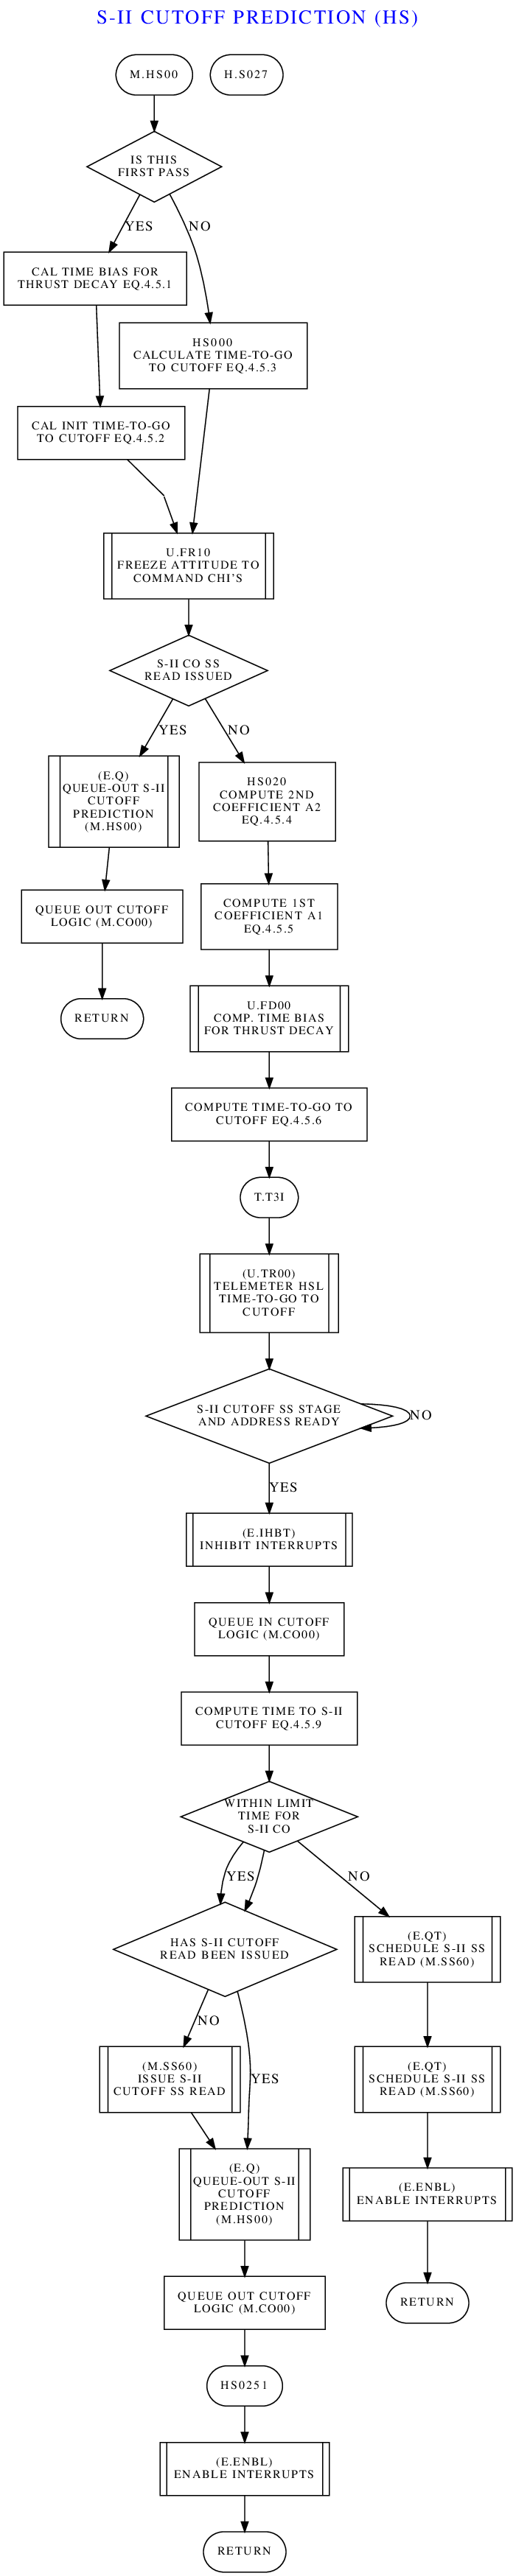 S-II CUTOFF PREDICTION (HS)
M.HS00
H.S027
IS THIS
FIRST PASS
YES
NO
CAL TIME BIAS FOR
THRUST DECAY EQ.4.5.1
HS000
CALCULATE TIME-TO-GO
TO CUTOFF EQ.4.5.3
CAL INIT TIME-TO-GO
TO CUTOFF EQ.4.5.2
U.FR10
FREEZE ATTITUDE TO
COMMAND CHI'S
S-II CO SS
READ ISSUED
YES
NO
(E.Q)
QUEUE-OUT S-II
CUTOFF
PREDICTION
(M.HS00)
HS020
COMPUTE 2ND
COEFFICIENT A2
EQ.4.5.4
QUEUE OUT CUTOFF
LOGIC (M.CO00)
COMPUTE 1ST
COEFFICIENT A1
EQ.4.5.5
RETURN
U.FD00
COMP. TIME BIAS
FOR THRUST DECAY
COMPUTE TIME-TO-GO TO
CUTOFF EQ.4.5.6
T.T3I
(U.TR00)
TELEMETER HSL
TIME-TO-GO TO
CUTOFF
S-II CUTOFF SS STAGE
AND ADDRESS READY
NO
YES
(E.IHBT)
INHIBIT INTERRUPTS
QUEUE IN CUTOFF
LOGIC (M.CO00)
COMPUTE TIME TO S-II
CUTOFF EQ.4.5.9
WITHIN LIMIT
TIME FOR
S-II CO
YES
NO
HAS S-II CUTOFF
READ BEEN ISSUED
(E.QT)
SCHEDULE S-II SS
READ (M.SS60)
NO
YES
(M.SS60)
ISSUE S-II
CUTOFF SS READ
(E.QT)
SCHEDULE S-II SS
READ (M.SS60)
(E.Q)
QUEUE-OUT S-II
CUTOFF
PREDICTION
(M.HS00)
(E.ENBL)
ENABLE INTERRUPTS
QUEUE OUT CUTOFF
LOGIC (M.CO00)
RETURN
HS0251
(E.ENBL)
ENABLE INTERRUPTS
RETURN